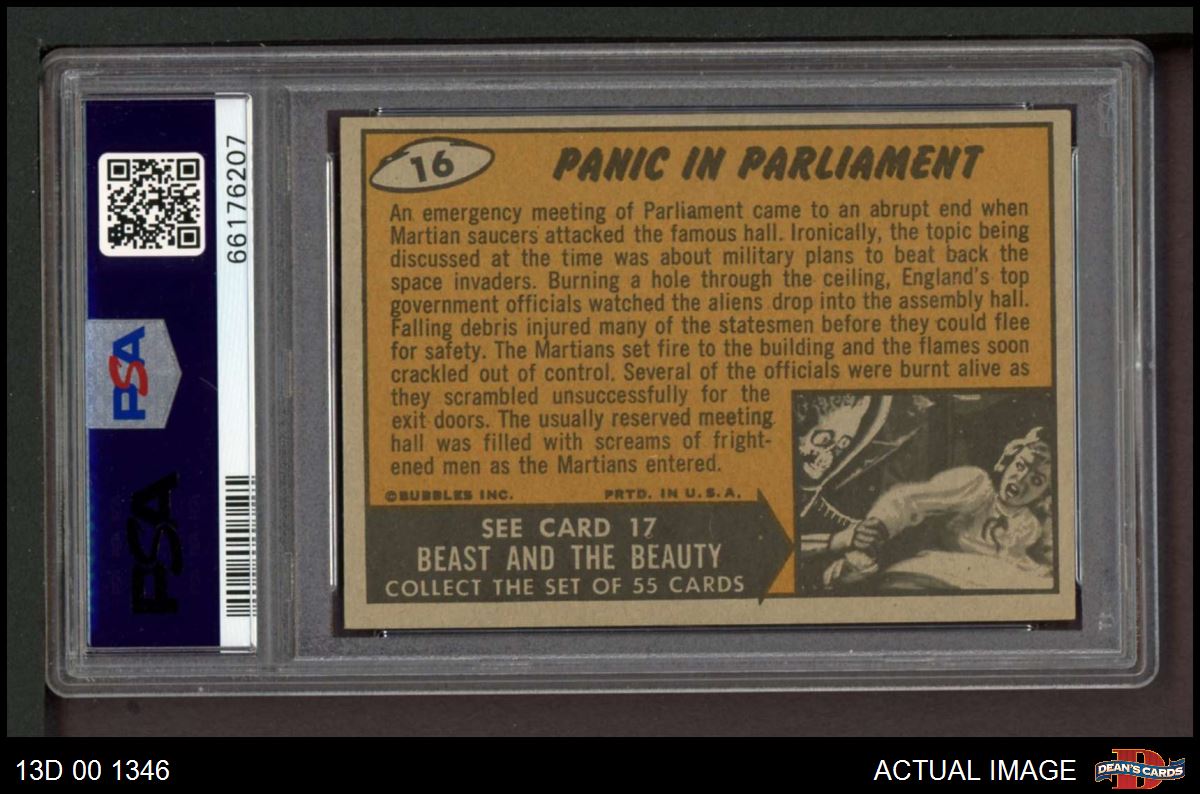 66176207
PSA
PSA
16
PANIC IN PARLIAMENT
An emergency meeting of Parliament came to an abrupt end when
Martian saucers attacked the famous hall. Ironically, the topic being
discussed at the time was about military plans to beat back the
space invaders. Burning a hole through the ceiling, England's top
government officials watched the aliens drop into the assembly hall.
Falling debris injured many of the statesmen before they could flee
for safety. The Martians set fire to the building and the flames soon
crackled out of control. Several of the officials were burnt alive as
they scrambled unsuccessfully for the
exit doors. The usually reserved meeting
hall was filled with screams of fright-
ened men as the Martians entered.
©BUBBLES INC. PRTD. IN U.S.A.
SEE CARD 17
BEAST AND THE BEAUTY
COLLECT THE SET OF 55 CARDS
13D 00 1346
ACTUAL IMAGE
DEAN'S CARDS